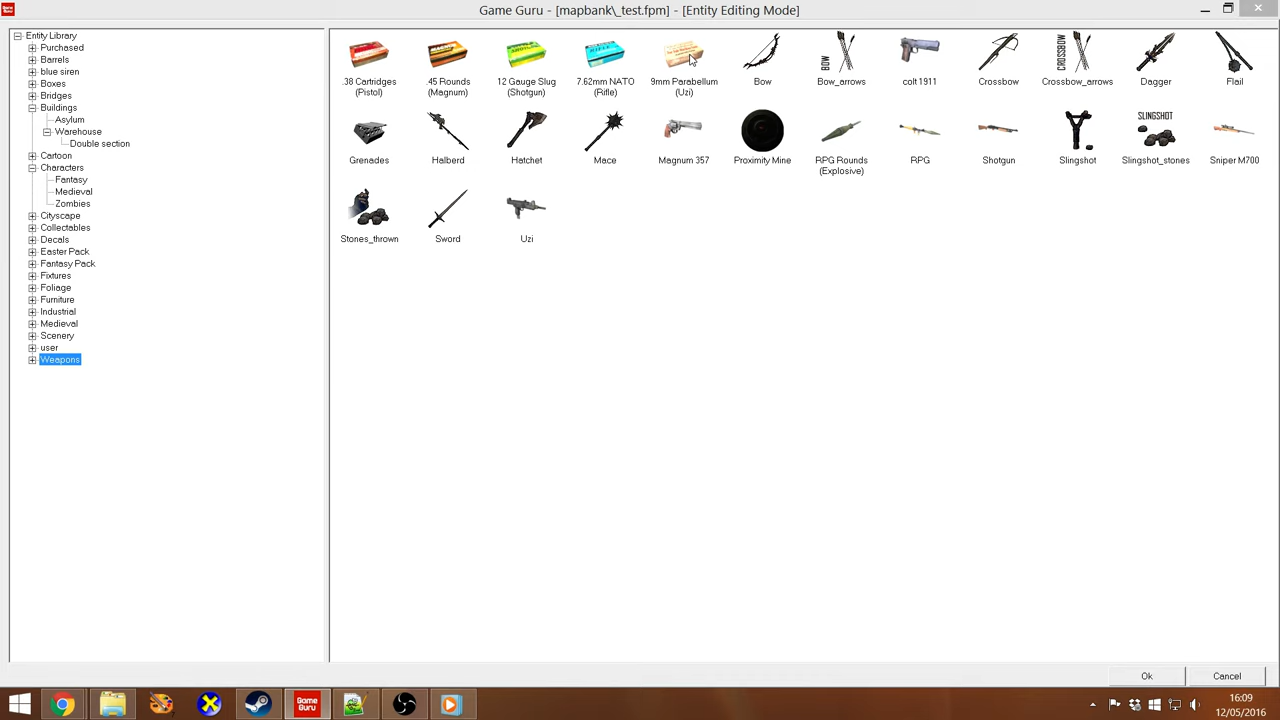 Game Guru - [mapbank\_test.fpm] - [Entity Editing Mode]
Entity Library
Purchased
Barrels
blue siren
Boxes
Bridges
Buildings
Asylum
Warehouse
Double section
Cartoon
Characters
Fantasy
Medieval
Zombies
Cityscape
Collectables
Decals
Easter Pack
Fantasy Pack
Fixtures
Foliage
Furniture
Industrial
Medieval
Scenery
user
Weapons
.38 Cartridges
(Pistol)
.45 Rounds
(Magnum)
12 Gauge Slug
(Shotgun)
7.62mm NATO
(Rifle)
9mm Parabellum
(Uzi)
Bow
BOW
Bow_arrows
colt 1911
Crossbow
CROSSBOW
Crossbow_arrows
Dagger
Flail
Grenades
Halberd
Hatchet
Mace
Magnum 357
Proximity Mine
RPG Rounds
(Explosive)
RPG
Shotgun
Slingshot
SLINGSHOT
Slingshot_stones
Sniper M700
Stones_thrown
Sword
Uzi
Ok
Cancel
Game
Guru
16:09
12/05/2016